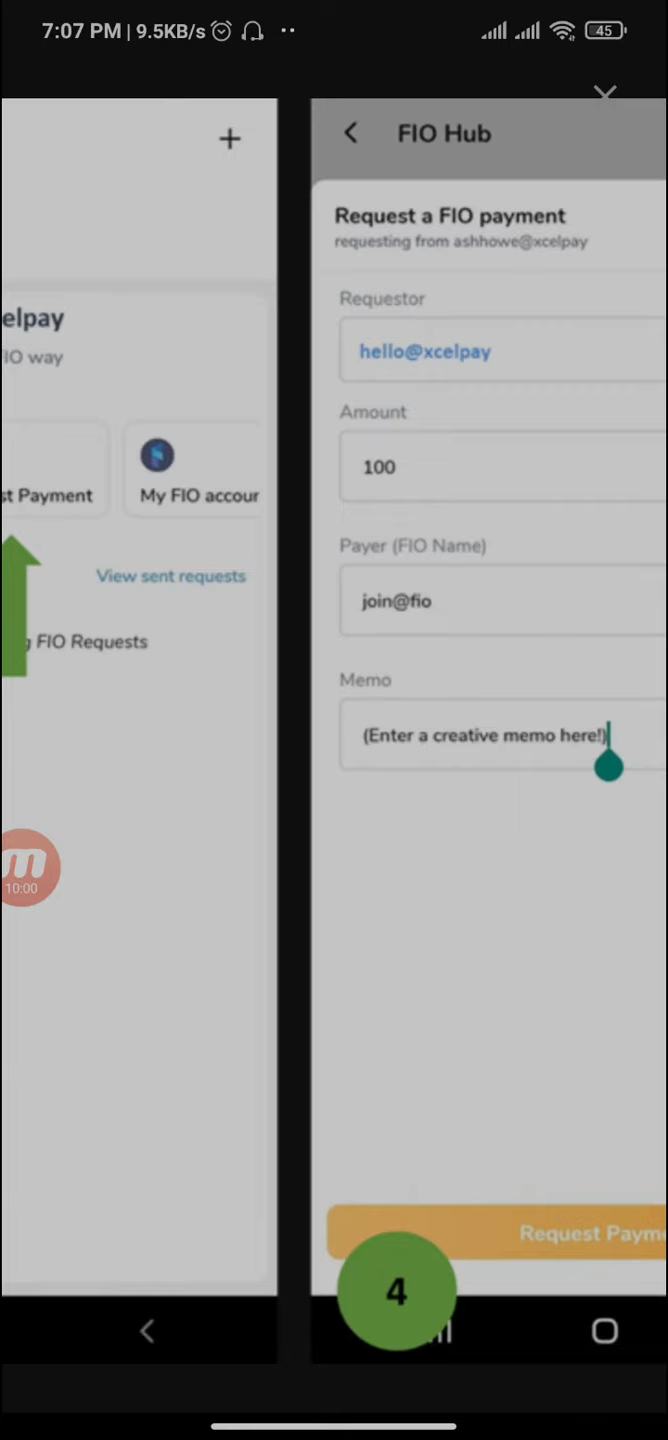 7:07 PM | 9.5KB/s
45
FIO Hub
Request a FIO payment
requesting from ashhowe@xcelpay
Requestor
hello@xcelpay
Amount
100
Payer (FIO Name)
join@fio
Memo
(Enter a creative memo here!)
Request Payme
4
elpay
FIO way
st Payment
My FIO accour
View sent requests
g FIO Requests
10:00